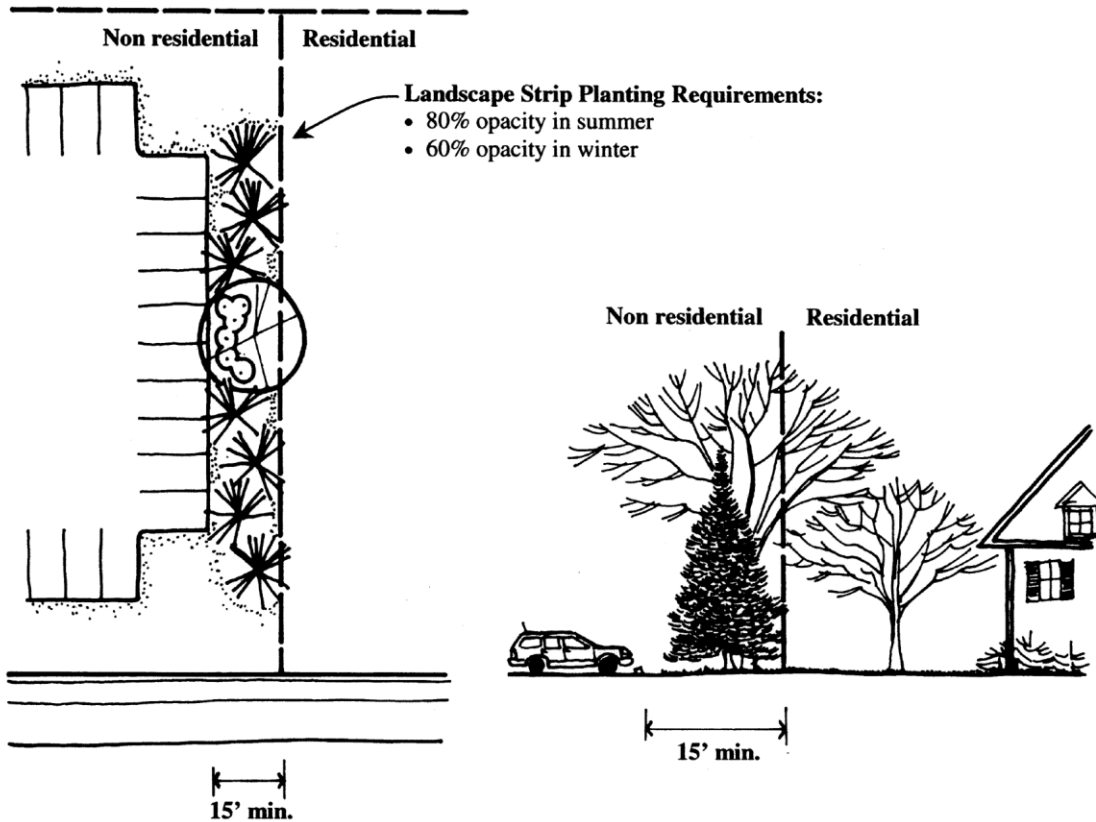 Non residential
Residential
Landscape Strip Planting Requirements:
• 80% opacity in summer
• 60% opacity in winter
Non residential
Residential
15' min.
15' min.